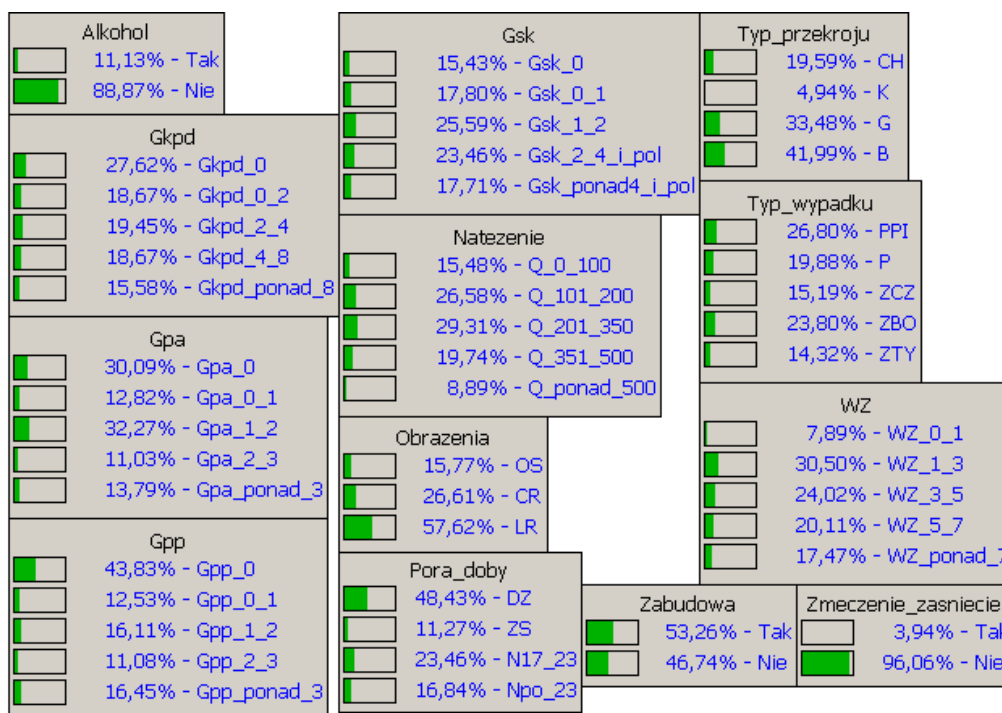 Alkohol
11,13% - Tak
88,87% - Nie
Gkpd
27,62% - Gkpd_0
18,67% - Gkpd_0_2
19,45% - Gkpd_2_4
18,67% - Gkpd_4_8
15,58% - Gkpd_ponad_8
Gpa
30,09% - Gpa_0
12,82% - Gpa_0_1
32,27% - Gpa_1_2
11,03% - Gpa_2_3
13,79% - Gpa_ponad_3
Gpp
43,83% - Gpp_0
12,53% - Gpp_0_1
16,11% - Gpp_1_2
11,08% - Gpp_2_3
16,45% - Gpp_ponad_3
Gsk
15,43% - Gsk_0
17,80% - Gsk_0_1
25,59% - Gsk_1_2
23,46% - Gsk_2_4_i_pol
17,71% - Gsk_ponad4_i_pol
Natezenie
15,48% - Q_0_100
26,58% - Q_101_200
29,31% - Q_201_350
19,74% - Q_351_500
8,89% - Q_ponad_500
Obrazenia
15,77% - OS
26,61% - CR
57,62% - LR
Pora_doby
48,43% - DZ
11,27% - ZS
23,46% - N17_23
16,84% - Npo_23
Typ_przekroju
19,59% - CH
4,94% - K
33,48% - G
41,99% - B
Typ_wypadku
26,80% - PPI
19,88% - P
15,19% - ZCZ
23,80% - ZBO
14,32% - ZTY
WZ
7,89% - WZ_0_1
30,50% - WZ_1_3
24,02% - WZ_3_5
20,11% - WZ_5_7
17,47% - WZ_ponad_7
Zabudowa
53,26% - Tak
46,74% - Nie
Zmeczenie_zasniecie
3,94% - Tak
96,06% - Nie